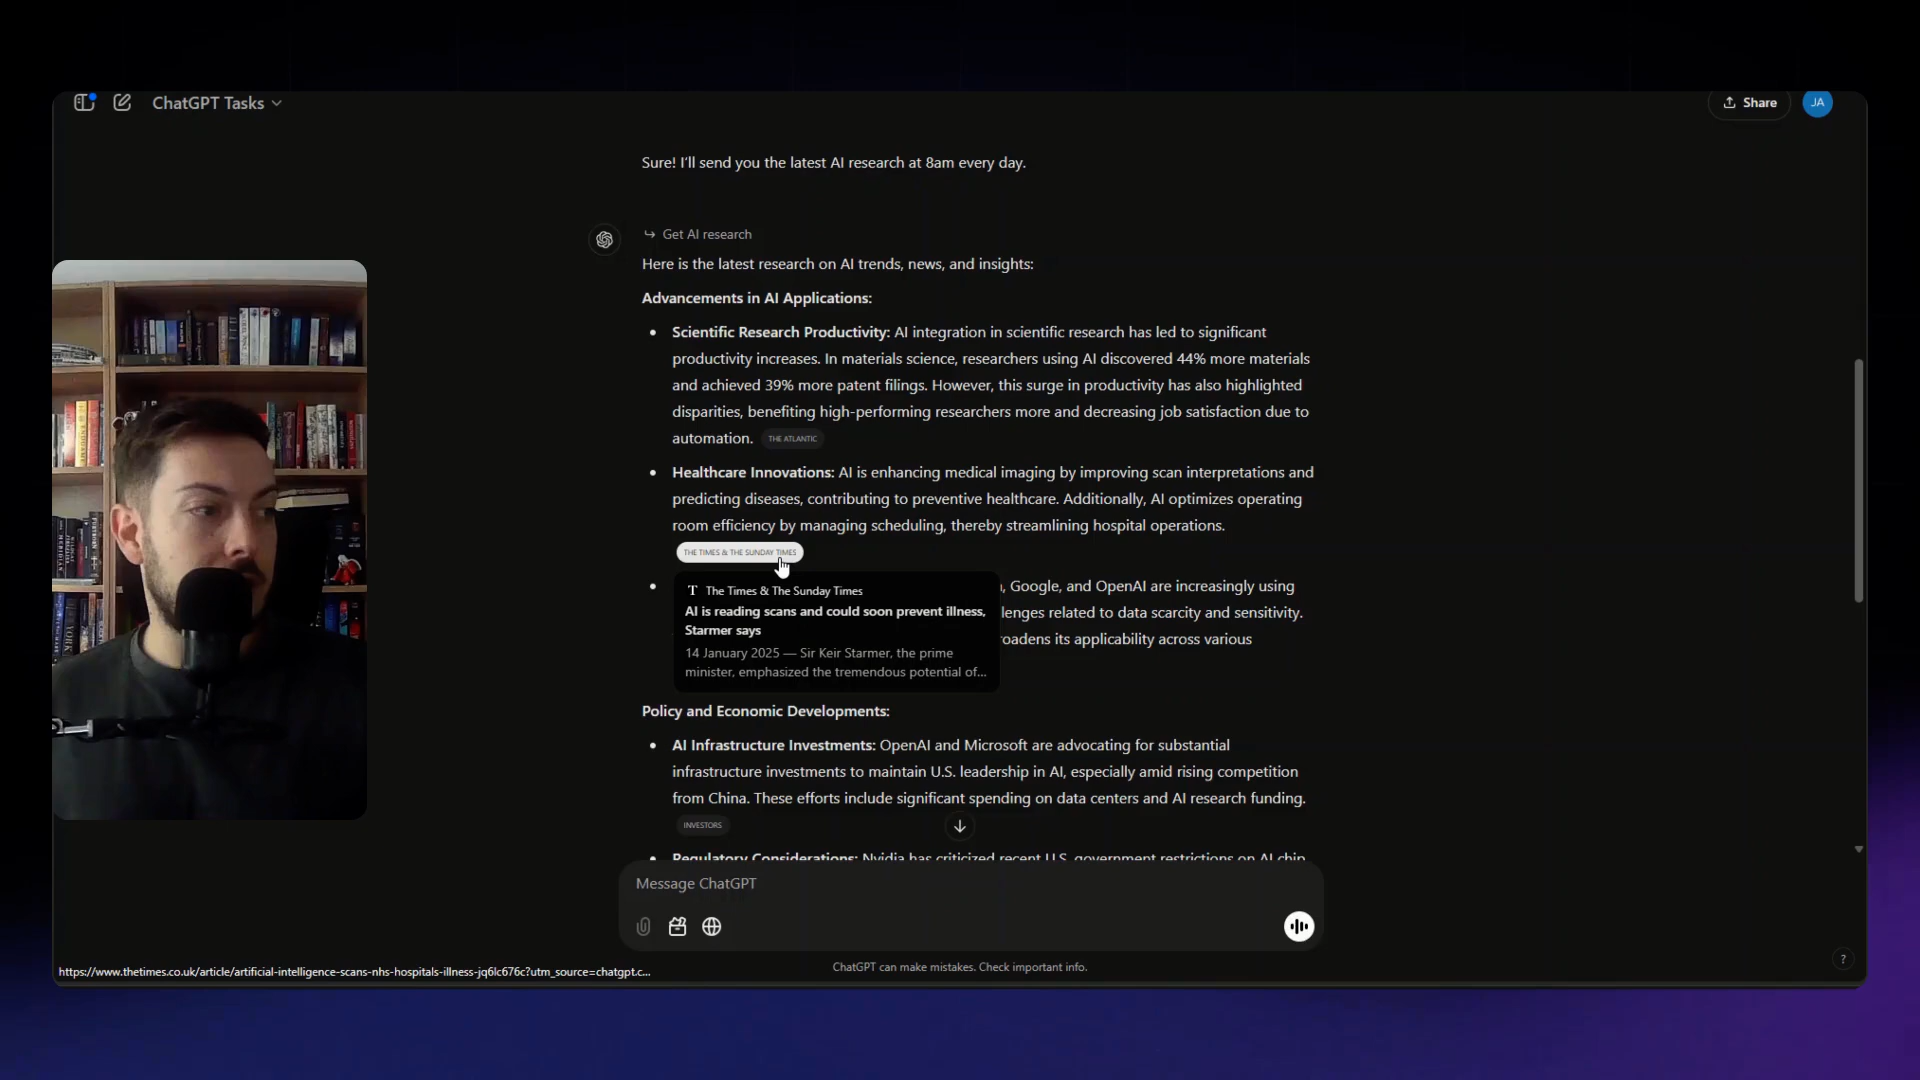 ChatGPT Tasks
Share
JA
Sure! I'll send you the latest AI research at 8am every day.
Get AI research
Here is the latest research on AI trends, news, and insights:
Advancements in AI Applications:
• Scientific Research Productivity: AI integration in scientific research has led to significant
productivity increases. In materials science, researchers using AI discovered 44% more materials
and achieved 39% more patent filings. However, this surge in productivity has also highlighted
disparities, benefiting high-performing researchers more and decreasing job satisfaction due to
automation. THE ATLANTIC
• Healthcare Innovations: AI is enhancing medical imaging by improving scan interpretations and
predicting diseases, contributing to preventive healthcare. Additionally, AI optimizes operating
room efficiency by managing scheduling, thereby streamlining hospital operations.
THE TIMES & THE SUNDAY TIMES
T The Times & The Sunday Times
AI is reading scans and could soon prevent illness,
Starmer says
14 January 2025 — Sir Keir Starmer, the prime
minister, emphasized the tremendous potential of...
, Google, and OpenAI are increasingly using
lenges related to data scarcity and sensitivity.
roadens its applicability across various
Policy and Economic Developments:
• AI Infrastructure Investments: OpenAI and Microsoft are advocating for substantial
infrastructure investments to maintain U.S. leadership in AI, especially amid rising competition
from China. These efforts include significant spending on data centers and AI research funding.
INVESTORS
• Regulatory Considerations: Nvidia has criticized recent U.S. government restrictions on AI chip
Message ChatGPT
ChatGPT can make mistakes. Check important info.
?
https://www.thetimes.co.uk/article/artificial-intelligence-scans-nhs-hospitals-illness-jq6lc676c?utm_source=chatgpt.c...